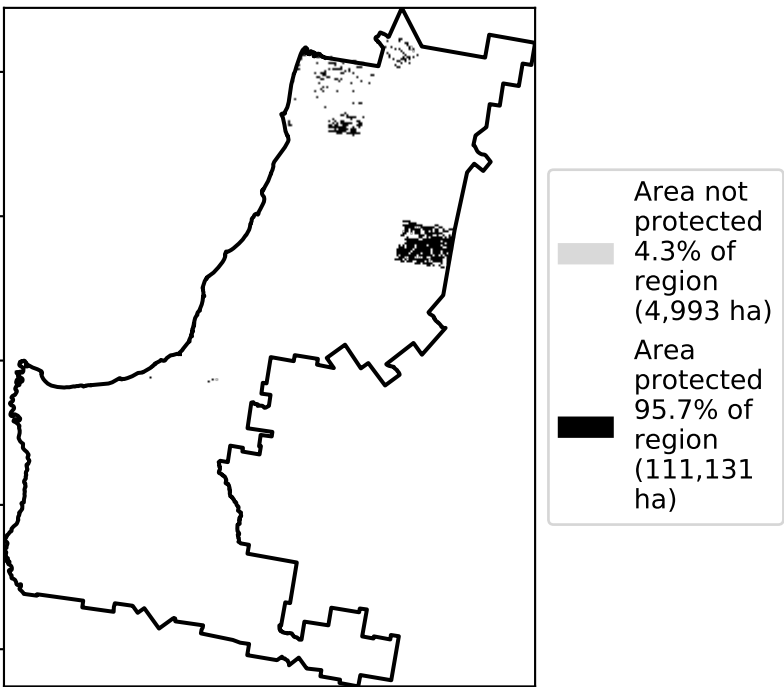 Area not
protected
4.3% of
region
(4,993 ha)
Area
protected
95.7% of
region
(111,131
ha)